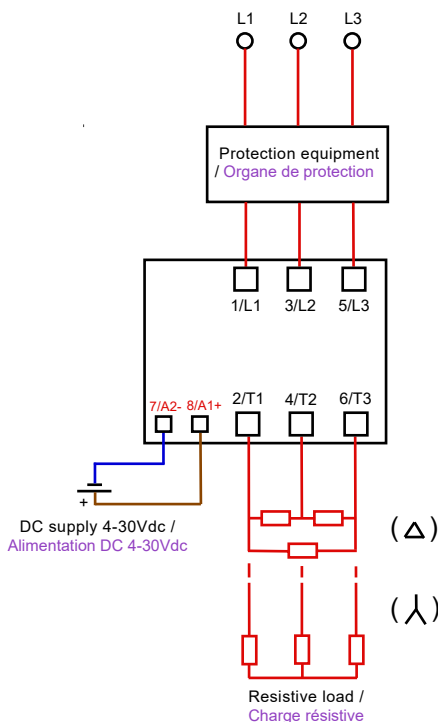 L1 L2 L3
Protection equipment
/ Organe de protection
1/L1 3/L2 5/L3
7/A2- 8/A1+ 2/T1 4/T2 6/T3
+
DC supply 4-30Vdc /
Alimentation DC 4-30Vdc
(△)
(⅄)
Resistive load /
Charge résistive